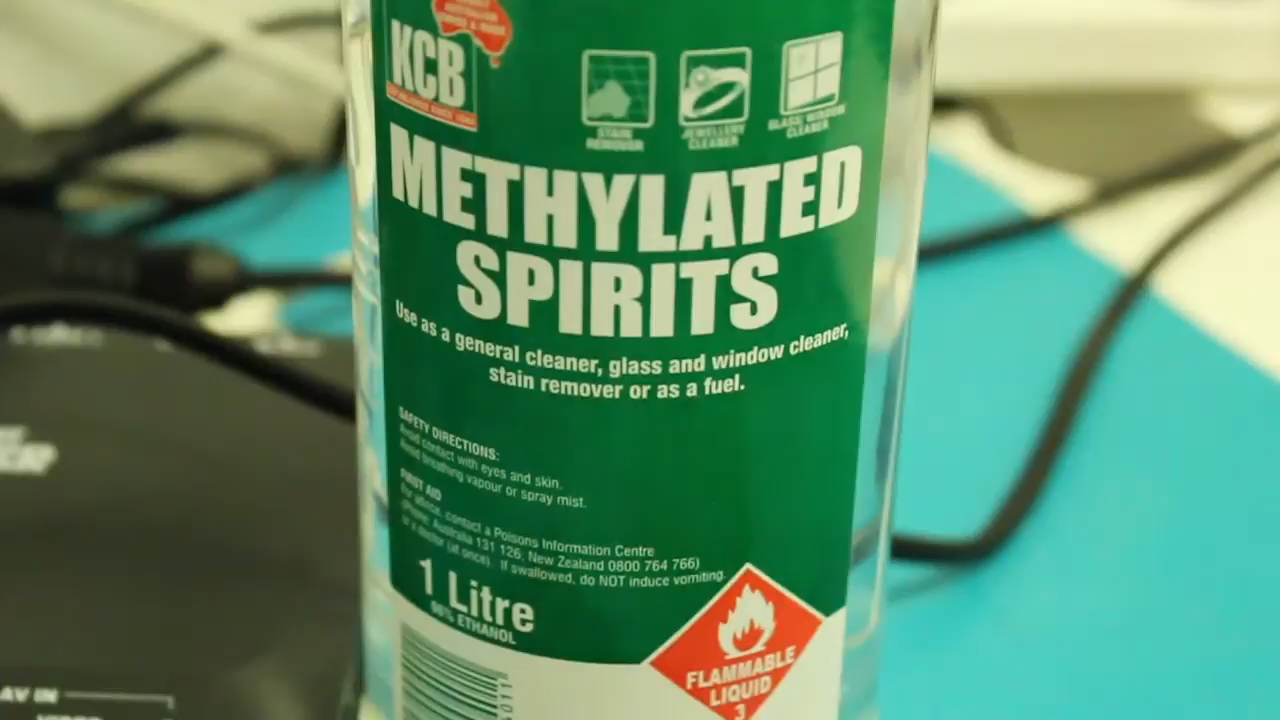 KCB
STAIN
REMOVER
JEWELLERY
CLEANER
GLASS/WINDOW
CLEANER
METHYLATED
SPIRITS
Use as a general cleaner, glass and window cleaner,
stain remover or as a fuel.
SAFETY DIRECTIONS:
Avoid contact with eyes and skin.
Avoid breathing vapour or spray mist.
FIRST AID
For advice, contact a Poisons Information Centre
(Phone: Australia 131 126; New Zealand 0800 764 766)
or a doctor (at once). If swallowed, do NOT induce vomiting.
1 Litre
ETHANOL
FLAMMABLE
LIQUID
3
AV IN